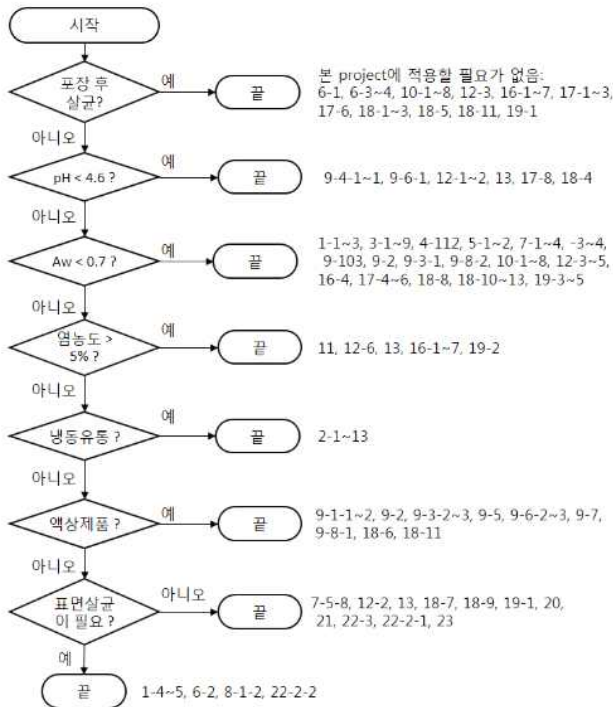 시작
포장 후
살균?
예
끝
본 project에 적용할 필요가 없음:
6-1, 6-3~4, 10-1~8, 12-3, 16-1~7, 17-1~3,
17-6, 18-1~3, 18-5, 18-11, 19-1
아니오
pH < 4.6 ?
예
끝
9-4-1~1, 9-6-1, 12-1~2, 13, 17-8, 18-4
아니오
Aw < 0.7 ?
예
끝
1-1~3, 3-1~9, 4-112, 5-1~2, 7-1~4, -3~4,
9-103, 9-2, 9-3-1, 9-8-2, 10-1~8, 12-3~5,
16-4, 17-4~6, 18-8, 18-10~13, 19-3~5
아니오
염농도 >
5% ?
예
끝
11, 12-6, 13, 16-1~7, 19-2
아니오
냉동유통 ?
예
끝
2-1~13
아니오
액상제품 ?
예
끝
9-1-1~2, 9-2, 9-3-2~3, 9-5, 9-6-2~3, 9-7,
9-8-1, 18-6, 18-11
아니오
표면살균
이 필요 ?
아니오
끝
7-5-8, 12-2, 13, 18-7, 18-9, 19-1, 20,
21, 22-3, 22-2-1, 23
예
끝
1-4~5, 6-2, 8-1-2, 22-2-2